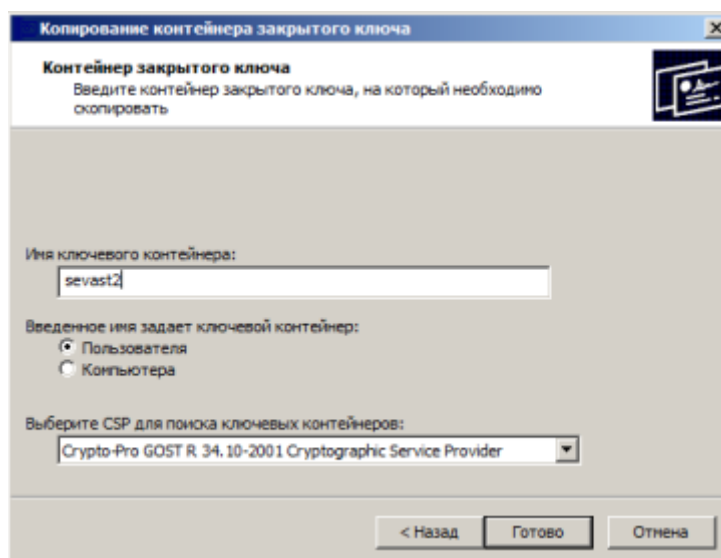 Копирование контейнера закрытого ключа
Контейнер закрытого ключа
Введите контейнер закрытого ключа, на который необходимо
скопировать
Имя ключевого контейнера:
sevast2
Введенное имя задает ключевой контейнер:
Пользователя
Компьютера
Выберите CSP для поиска ключевых контейнеров:
Crypto-Pro GOST R 34.10-2001 Cryptographic Service Provider
< Назад
Готово
Отмена